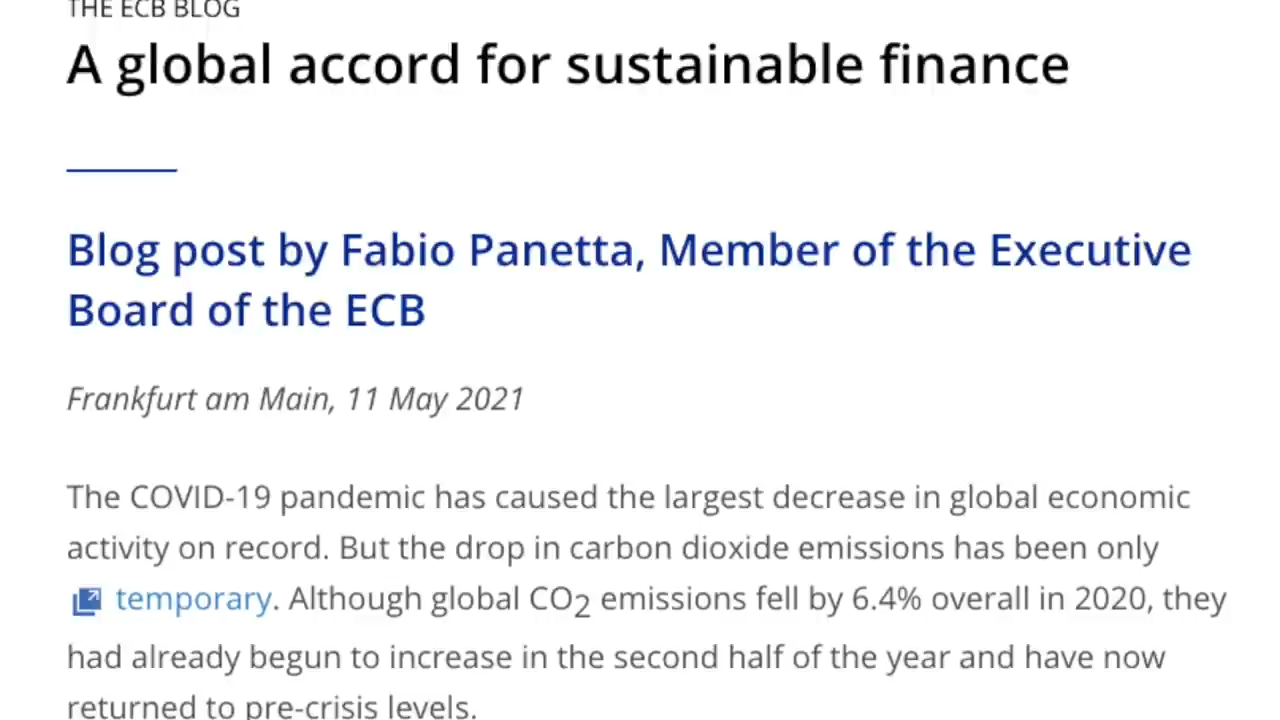 THE ECB BLOG
A global accord for sustainable finance
Blog post by Fabio Panetta, Member of the Executive
Board of the ECB
Frankfurt am Main, 11 May 2021
The COVID-19 pandemic has caused the largest decrease in global economic
activity on record. But the drop in carbon dioxide emissions has been only
temporary. Although global CO2 emissions fell by 6.4% overall in 2020, they
had already begun to increase in the second half of the year and have now
returned to pre-crisis levels.